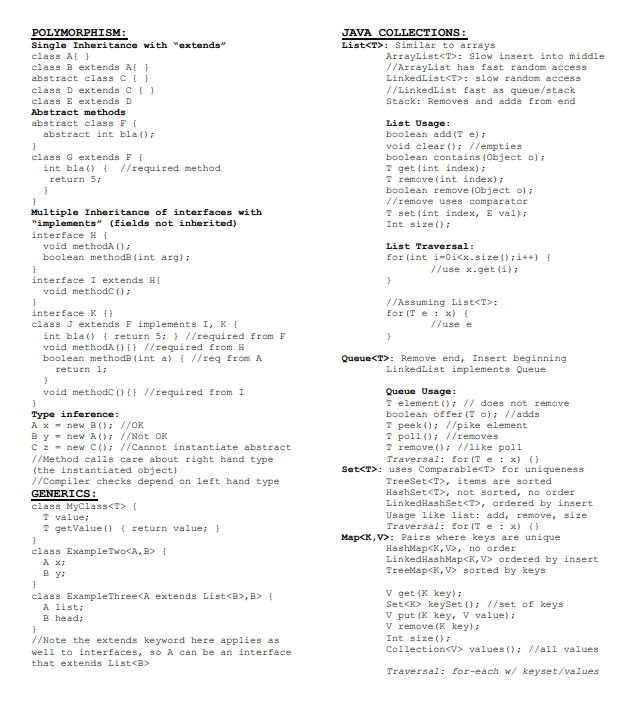 POLYMORPHISM:
Single Inheritance with "extends"
class A{ }
class B extends A{ }
abstract class C { }
class D extends C { }
class E extends D
Abstract methods
abstract class F {
abstract int bla();
}
class G extends F {
int bla() { //required method
return 5;
}
}
Multiple Inheritance of interfaces with
"implements" (fields not inherited)
interface H {
void methodA();
boolean methodB(int arg);
}
interface I extends H{
void methodC();
}
interface K {}
class J extends F implements I, K {
int bla() { return 5; } //required from F
void methodA(){} //required from H
boolean methodB(int a) { //req from A
return 1;
}
void methodC(){} //required from I
}
Type inference:
A x = new B(); //OK
B y = new A(); //Not OK
C z = new C(); //Cannot instantiate abstract
//Method calls care about right hand type
(the instantiated object)
//Compiler checks depend on left hand type
GENERICS:
class MyClass<T> {
T value;
T getValue() { return value; }
}
class ExampleTwo<A,B> {
A x;
B y;
}
class ExampleThree<A extends List<B>,B> {
A list;
B head;
}
//Note the extends keyword here applies as
well to interfaces, so A can be an interface
that extends List<B>
JAVA COLLECTIONS:
List<T>: Similar to arrays
ArrayList<T>: Slow insert into middle
//ArrayList has fast random access
LinkedList<T>: slow random access
//LinkedList fast as queue/stack
Stack: Removes and adds from end
List Usage:
boolean add(T e);
void clear(); //empties
boolean contains(Object o);
T get(int index);
T remove(int index);
boolean remove(Object o);
//remove uses comparator
T set(int index, E val);
Int size();
List Traversal:
for(int i=0i<x.size();i++) {
//use x.get(i);
}
//Assuming List<T>:
for(T e : x) {
//use e
}
Queue<T>: Remove end, Insert beginning
LinkedList implements Queue
Queue Usage:
T element(); // does not remove
boolean offer(T o); //adds
T peek(); //pike element
T poll(); //removes
T remove(); //like poll
Traversal: for(T e : x) {}
Set<T>: uses Comparable<T> for uniqueness
TreeSet<T>, items are sorted
HashSet<T>, not sorted, no order
LinkedHashSet<T>, ordered by insert
Usage like list: add, remove, size
Traversal: for(T e : x) {}
Map<K,V>: Pairs where keys are unique
HashMap<K,V>, no order
LinkedHashMap<K,V> ordered by insert
TreeMap<K,V> sorted by keys
V get(K key);
Set<K> keySet(); //set of keys
V put(K key, V value);
V remove(K key);
Int size();
Collection<V> values(); //all values
Traversal: for-each w/ keyset/values